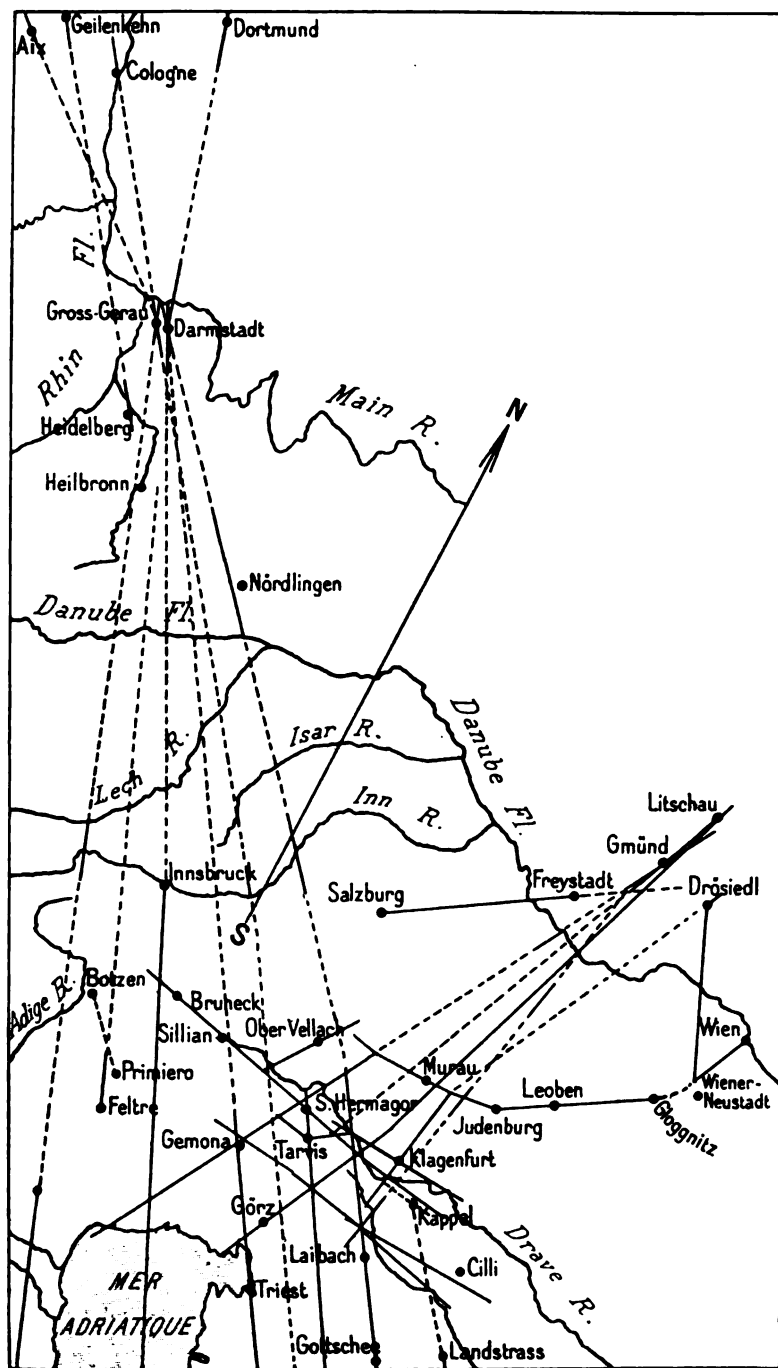 Geilenkehn
Dortmund
Aix
Cologne
Fl.
Gross-Gerau
Darmstadt
Rhin
Main R.
N
Heidelberg
Heilbronn
Nördlingen
Danube Fl.
Danube Fl.
Isar R.
Lech R.
Inn R.
Litschau
Gmünd
Innsbruck
Freystadt
Drösiedl
Salzburg
S
Botzen
Adige
Bruneck
Sillian
Ober Vellach
Wien
Primiero
Murau
Leoben
Wiener-
Neustadt
Feltre
S. Hermagor
Judenburg
Gloggnitz
Gemona
Tarvis
Klagenfurt
Görz
Kappel
Laibach
Drave R.
Cilli
MER
ADRIATIQUE
Triest
Gottschee
Landstrass